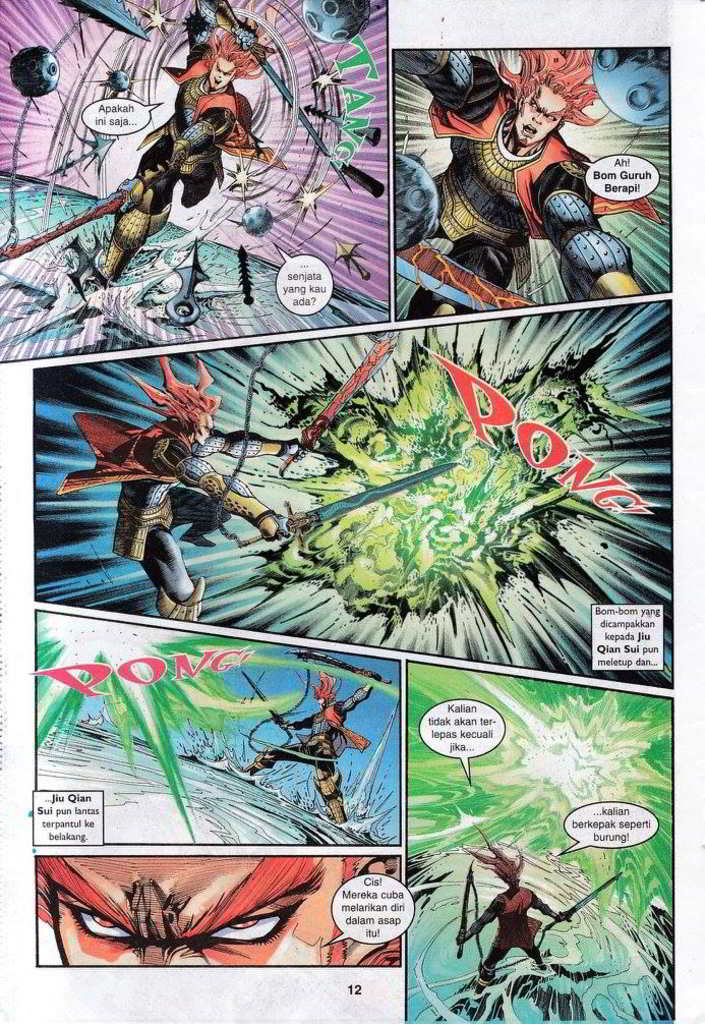 Apakah
ini saja...
TANG
...
senjata
yang kau
ada?
Ah!
Bom Guruh
Berapi!
PONG
Bom-bom yang
dicampakkan
kepada Jiu
Qian Sui pun
meletup dan...
PONG
...Jiu Qian
Sui pun lantas
terpantul ke
belakang.
Kalian
tidak akan ter-
lepas kecuali
jika...
...kalian
berkepak seperti
burung!
Cis!
Mereka cuba
melarikan diri
dalam asap
itu!
12